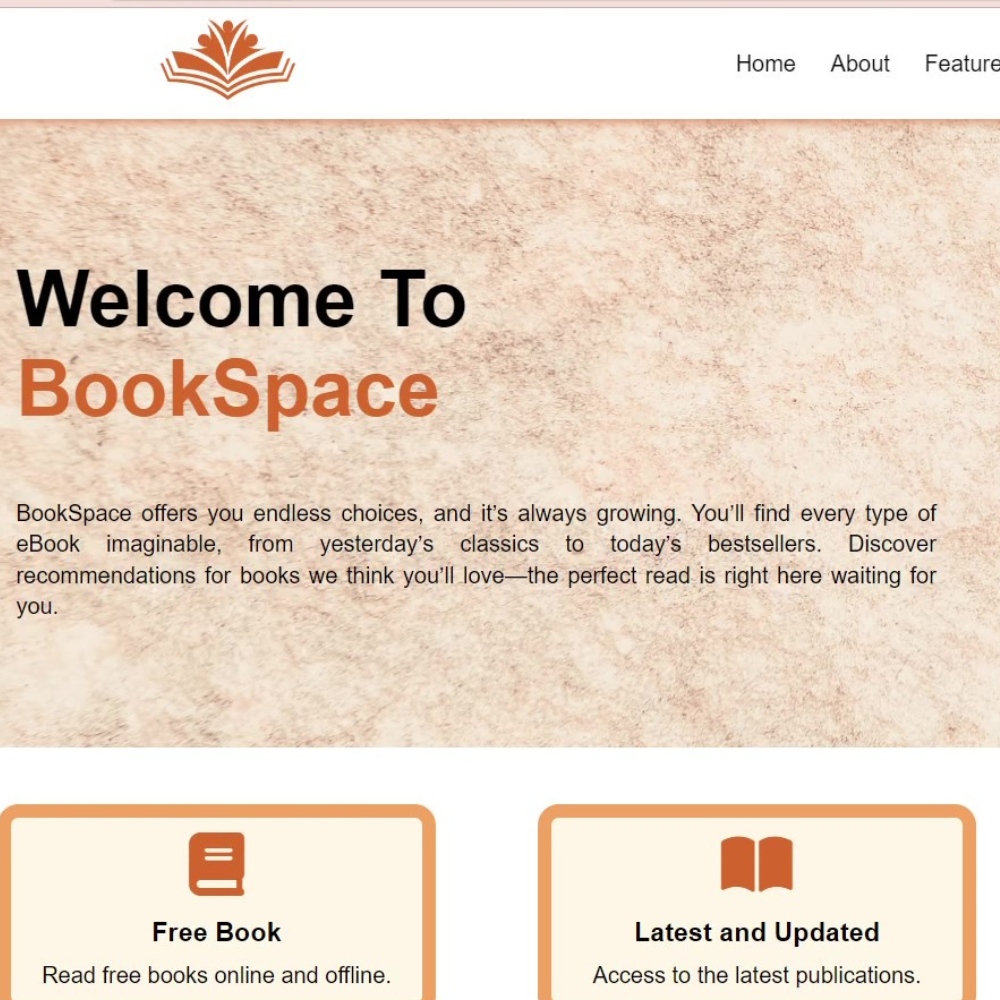 Home About Feature
Welcome To
BookSpace
BookSpace offers you endless choices, and it’s always growing. You’ll find every type of
eBook imaginable, from yesterday’s classics to today’s bestsellers. Discover
recommendations for books we think you’ll love—the perfect read is right here waiting for
you.
Free Book
Read free books online and offline.
Latest and Updated
Access to the latest publications.